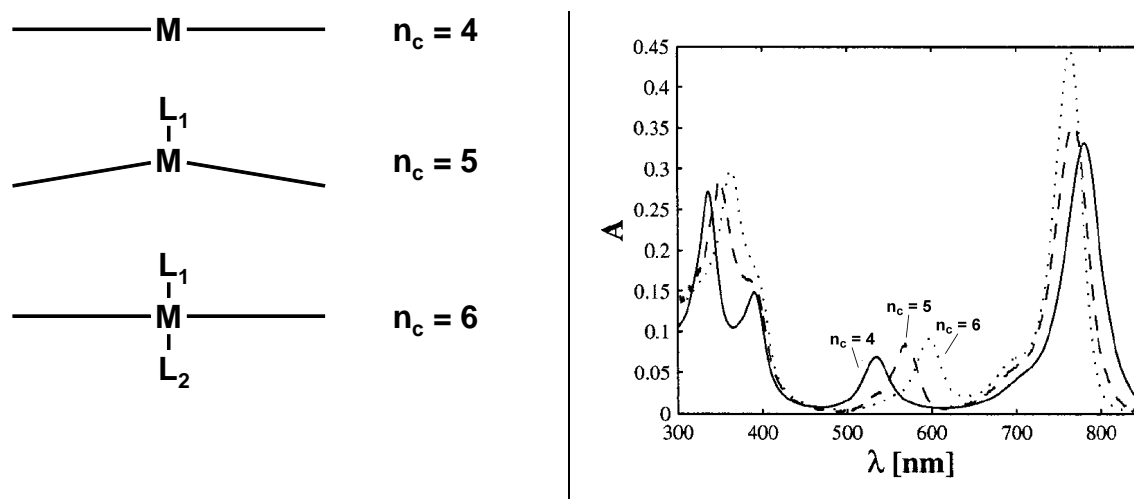 M
n_c = 4
L_1
M
n_c = 5
L_1
M
n_c = 6
L_2
0.45
0.4
0.35
0.3
0.25
0.2
0.15
0.1
0.05
0
A
n_c = 4
n_c = 5
n_c = 6
300 400 500 600 700 800
λ [nm]